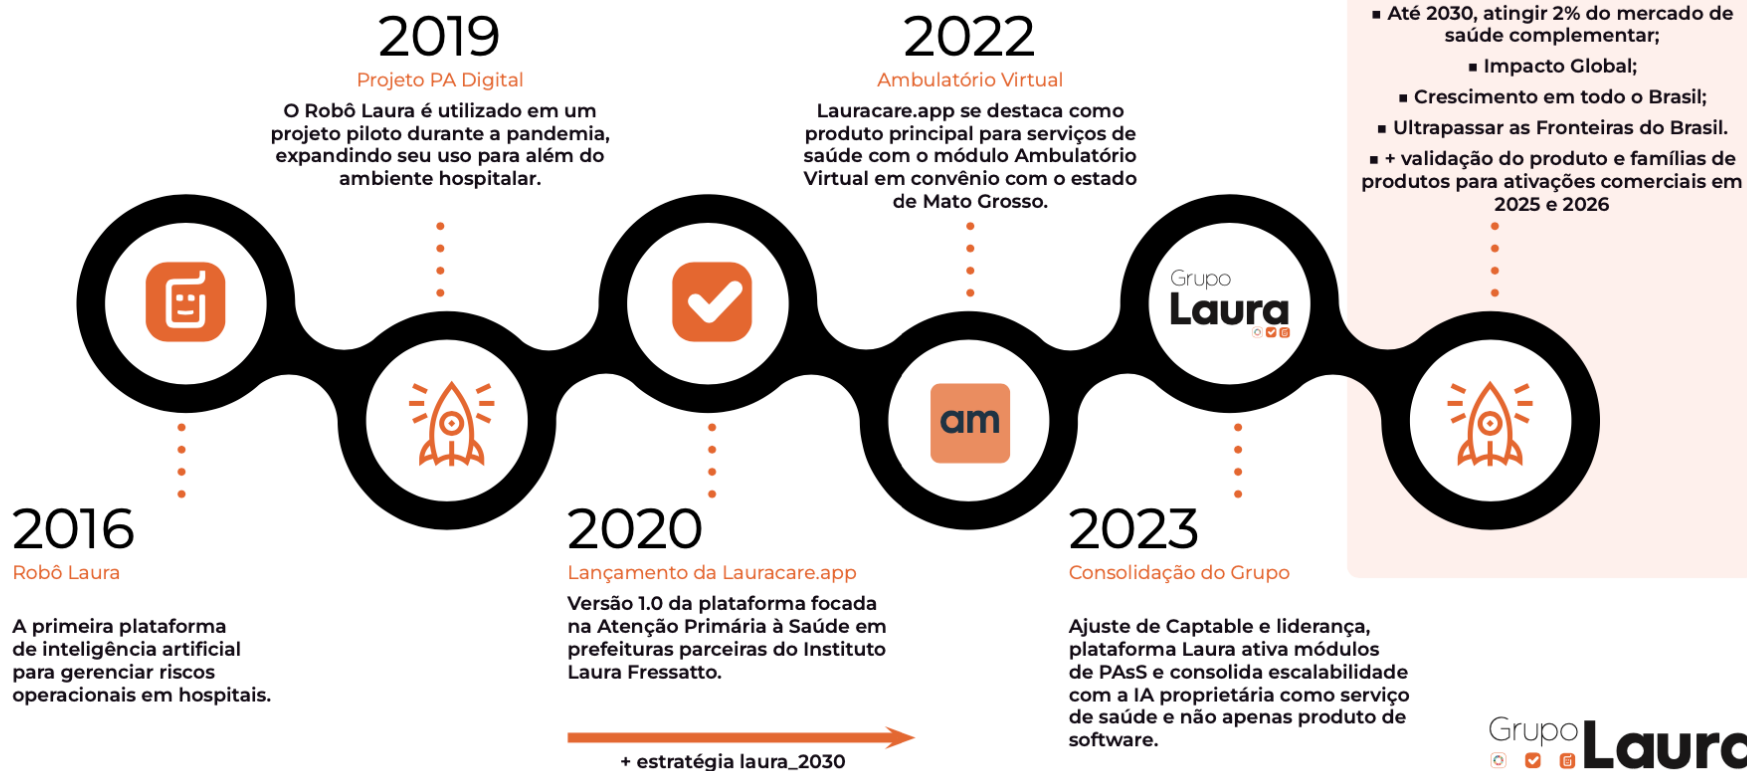 2019
Projeto PA Digital
O Robô Laura é utilizado em um
projeto piloto durante a pandemia,
expandindo seu uso para além do
ambiente hospitalar.
2022
Ambulatório Virtual
Lauracare.app se destaca como
produto principal para serviços de
saúde com o módulo Ambulatório
Virtual em convênio com o estado
de Mato Grosso.
▪ Até 2030, atingir 2% do mercado de
saúde complementar;
▪ Impacto Global;
▪ Crescimento em todo o Brasil;
▪ Ultrapassar as Fronteiras do Brasil.
▪ + validação do produto e famílias de
produtos para ativações comerciais em
2025 e 2026
Grupo
Laura
am
2016
Robô Laura
A primeira plataforma
de inteligência artificial
para gerenciar riscos
operacionais em hospitais.
2020
Lançamento da Lauracare.app
Versão 1.0 da plataforma focada
na Atenção Primária à Saúde em
prefeituras parceiras do Instituto
Laura Fressatto.
+ estratégia laura_2030
2023
Consolidação do Grupo
Ajuste de Captable e liderança,
plataforma Laura ativa módulos
de PAsS e consolida escalabilidade
com a IA proprietária como serviço
de saúde e não apenas produto de
software.
Grupo Laura